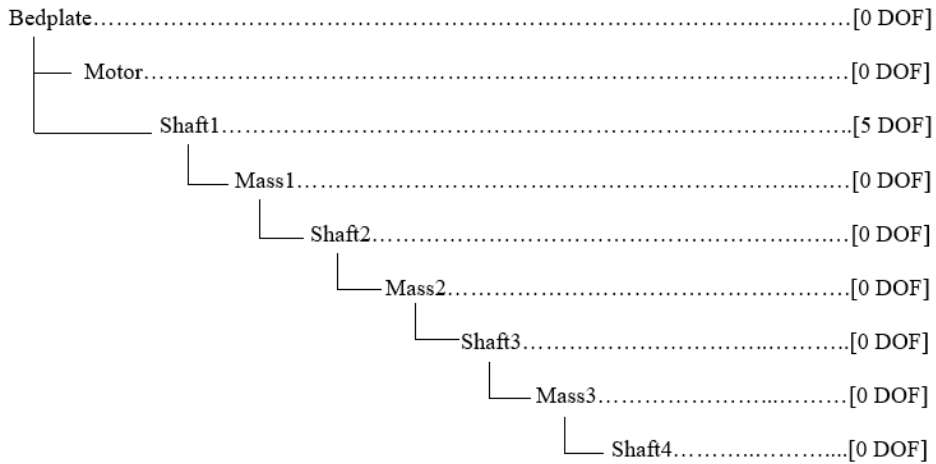 Bedplate……………………………………………………………………………[0 DOF]
Motor…………………………………………………………………….……[0 DOF]
Shaft1…………………………………………………………..…….[5 DOF]
Mass1………………………………………………………..…….[0 DOF]
Shaft2……………………………………………………….….…[0 DOF]
Mass2………………………………………………………….[0 DOF]
Shaft3…………………………………..………..[0 DOF]
Mass3………………………...………[0 DOF]
Shaft4………..………....[0 DOF]